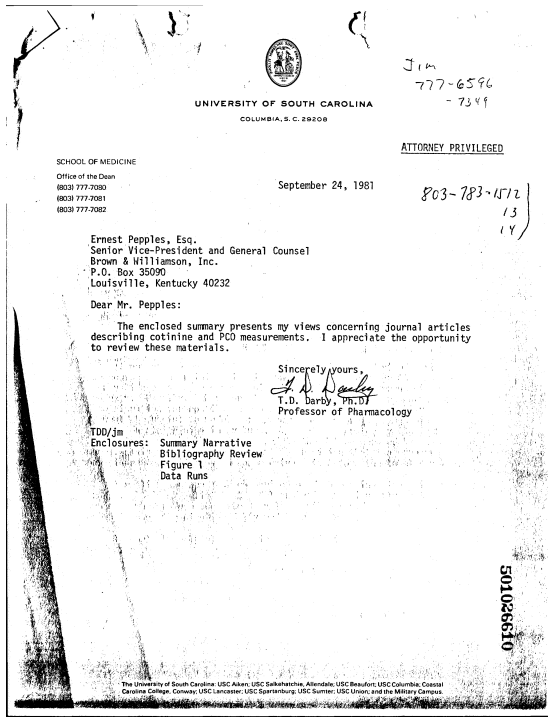 Jim
777-6596
- 7349
UNIVERSITY OF SOUTH CAROLINA
COLUMBIA, S. C. 29208
ATTORNEY PRIVILEGED
SCHOOL OF MEDICINE
Office of the Dean
(803) 777-7080
(803) 777-7081
(803) 777-7082
September 24, 1981
803-783-1512
13
14
Ernest Pepples, Esq.
Senior Vice-President and General Counsel
Brown & Williamson, Inc.
P.O. Box 35090
Louisville, Kentucky 40232
Dear Mr. Pepples:
The enclosed summary presents my views concerning journal articles
describing cotinine and PCO measurements. I appreciate the opportunity
to review these materials.
Sincerely yours,
T. D. Darby
T.D. Darby, Ph.D.
Professor of Pharmacology
TDD/jm
Enclosures: Summary Narrative
Bibliography Review
Figure 1
Data Runs
501026610
The University of South Carolina: USC Aiken; USC Salkehatchie, Allendale; USC Beaufort; USC Columbia; Coastal
Carolina College, Conway; USC Lancaster; USC Spartanburg; USC Sumter; USC Union; and the Military Campus.